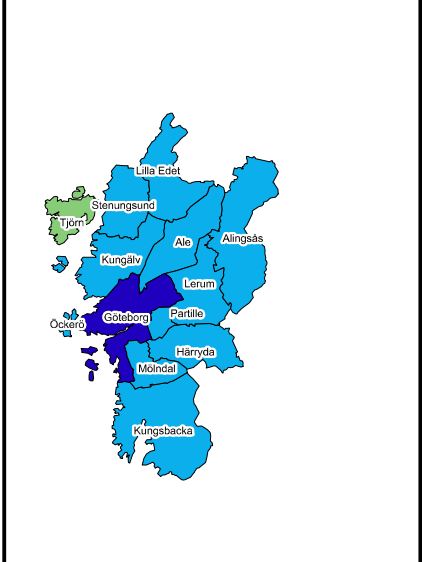 Lilla Edet
Stenungsund
Tjörn
Ale
Alingsås
Kungälv
Lerum
Öckerö
Göteborg
Partille
Härryda
Mölndal
Kungsbacka